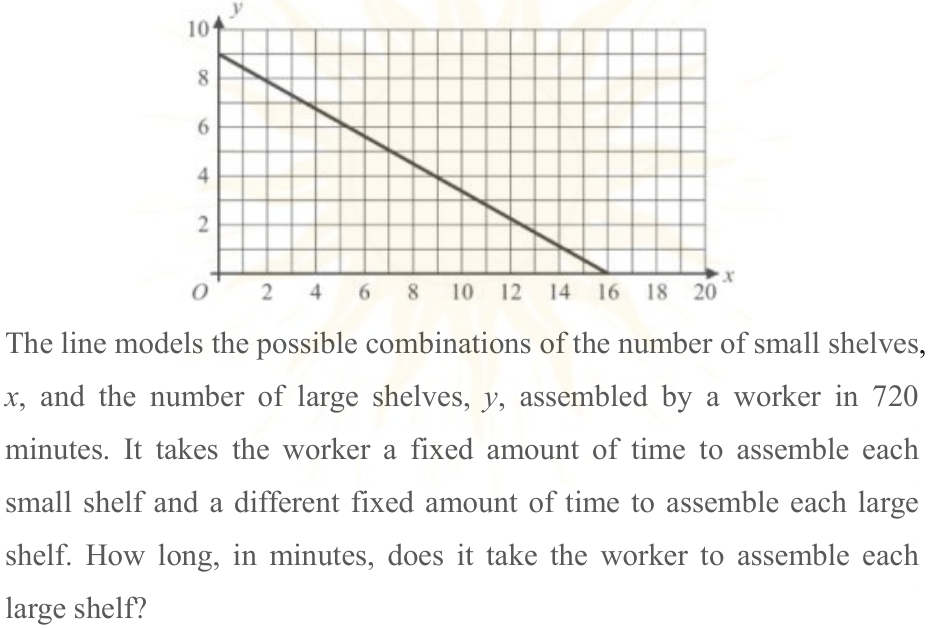 y
10
8
6
4
2
O 2 4 6 8 10 12 14 16 18 20 x
The line models the possible combinations of the number of small shelves,
x, and the number of large shelves, y, assembled by a worker in 720
minutes. It takes the worker a fixed amount of time to assemble each
small shelf and a different fixed amount of time to assemble each large
shelf. How long, in minutes, does it take the worker to assemble each
large shelf?